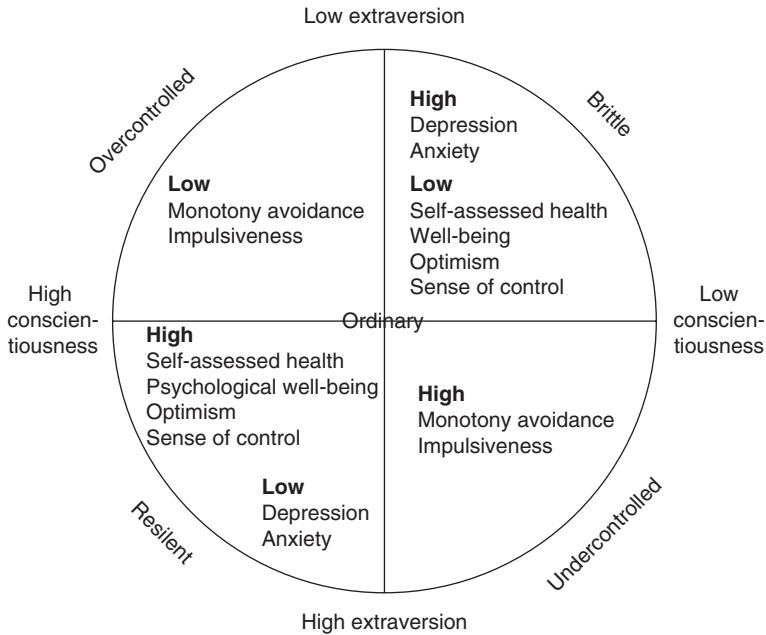 Low extraversion
Overcontrolled
Brittle
High
Depression
Anxiety
Low
Self-assessed health
Well-being
Optimism
Sense of control
Low
Monotony avoidance
Impulsiveness
High
conscien-
tiousness
Ordinary
Low
conscien-
tiousness
High
Self-assessed health
Psychological well-being
Optimism
Sense of control
Low
Depression
Anxiety
High
Monotony avoidance
Impulsiveness
Resilent
Undercontrolled
High extraversion